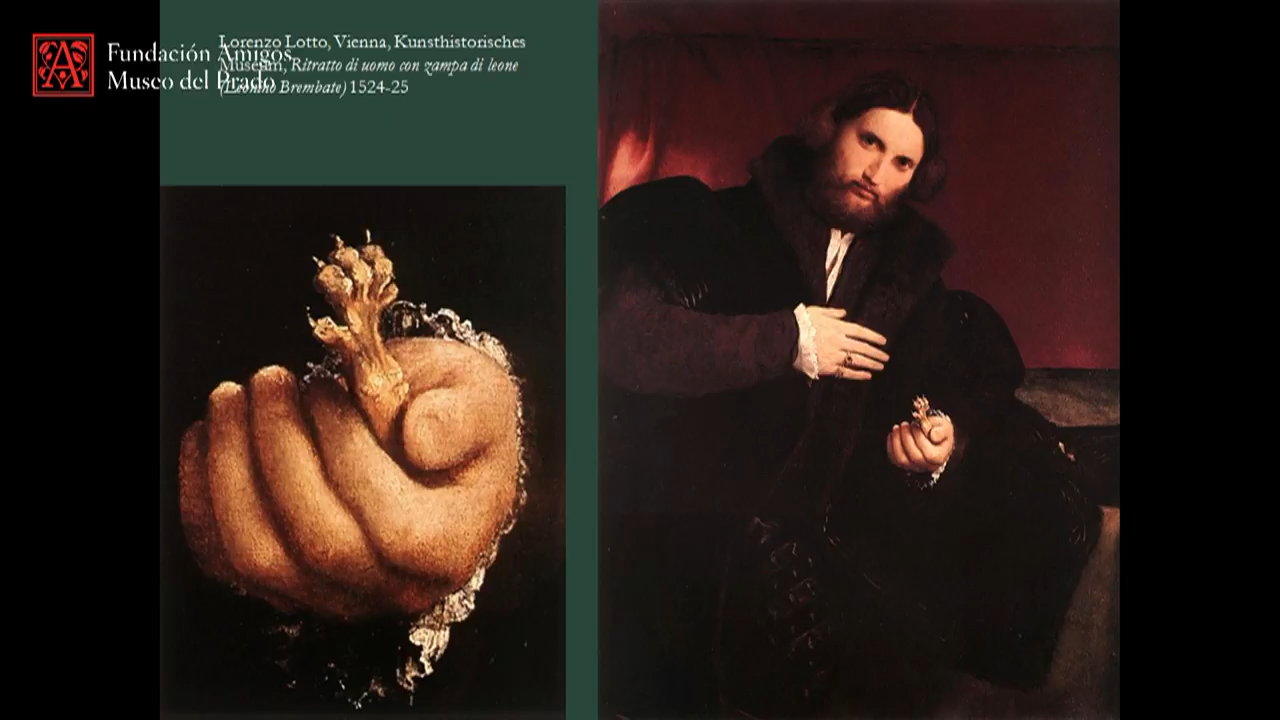 Fundación Amigos
Museo del Prado
Lorenzo Lotto, Vienna, Kunsthistorisches
Museum, Ritratto di uomo con zampa di leone
(Leonino Brembate) 1524-25